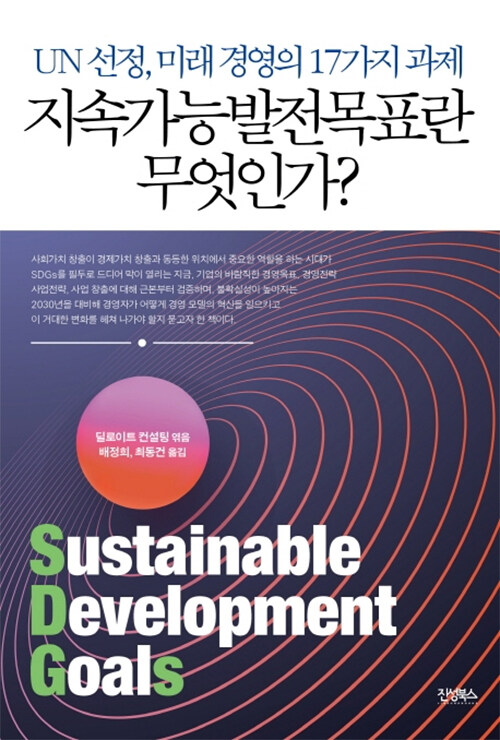 UN 선정, 미래 경영의 17가지 과제
지속가능발전목표란
무엇인가?
사회가치 창출이 경제가치 창출과 동등한 위치에서 중요한 역할을 하는 시대가
SDGs를 필두로 드디어 막이 열리는 지금, 기업의 바람직한 경영목표, 경영전략
사업전략, 사업 창출에 대해 근본부터 검증하며, 불확실성이 높아지는
2030년을 대비해 경영자가 어떻게 경영 모델의 혁신을 일으키고
이 거대한 변화를 헤쳐 나가야 할지 묻고자 한 책이다.
딜로이트 컨설팅 엮음
배정희, 최동건 옮김
Sustainable
Development
Goals
진성북스